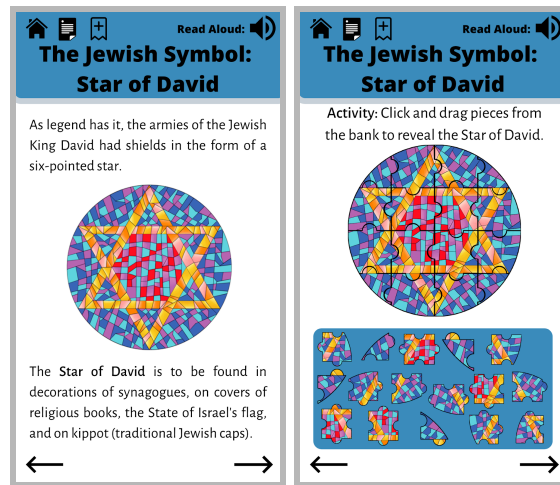 Read Aloud:
The Jewish Symbol:
Star of David
As legend has it, the armies of the Jewish
King David had shields in the form of a
six-pointed star.
The Star of David is to be found in
decorations of synagogues, on covers of
religious books, the State of Israel's flag,
and on kippot (traditional Jewish caps).
Read Aloud:
The Jewish Symbol:
Star of David
Activity: Click and drag pieces from
the bank to reveal the Star of David.